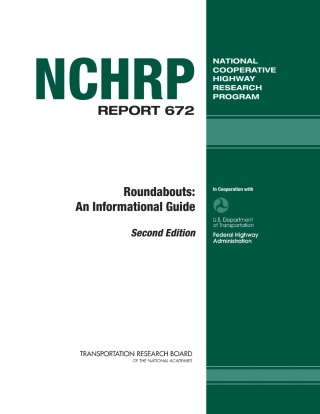 NCHRP
REPORT 672
NATIONAL
COOPERATIVE
HIGHWAY
RESEARCH
PROGRAM
Roundabouts:
An Informational Guide
Second Edition
In Cooperation with
U.S. Department
of Transportation
Federal Highway
Administration
TRANSPORTATION RESEARCH BOARD
OF THE NATIONAL ACADEMIES